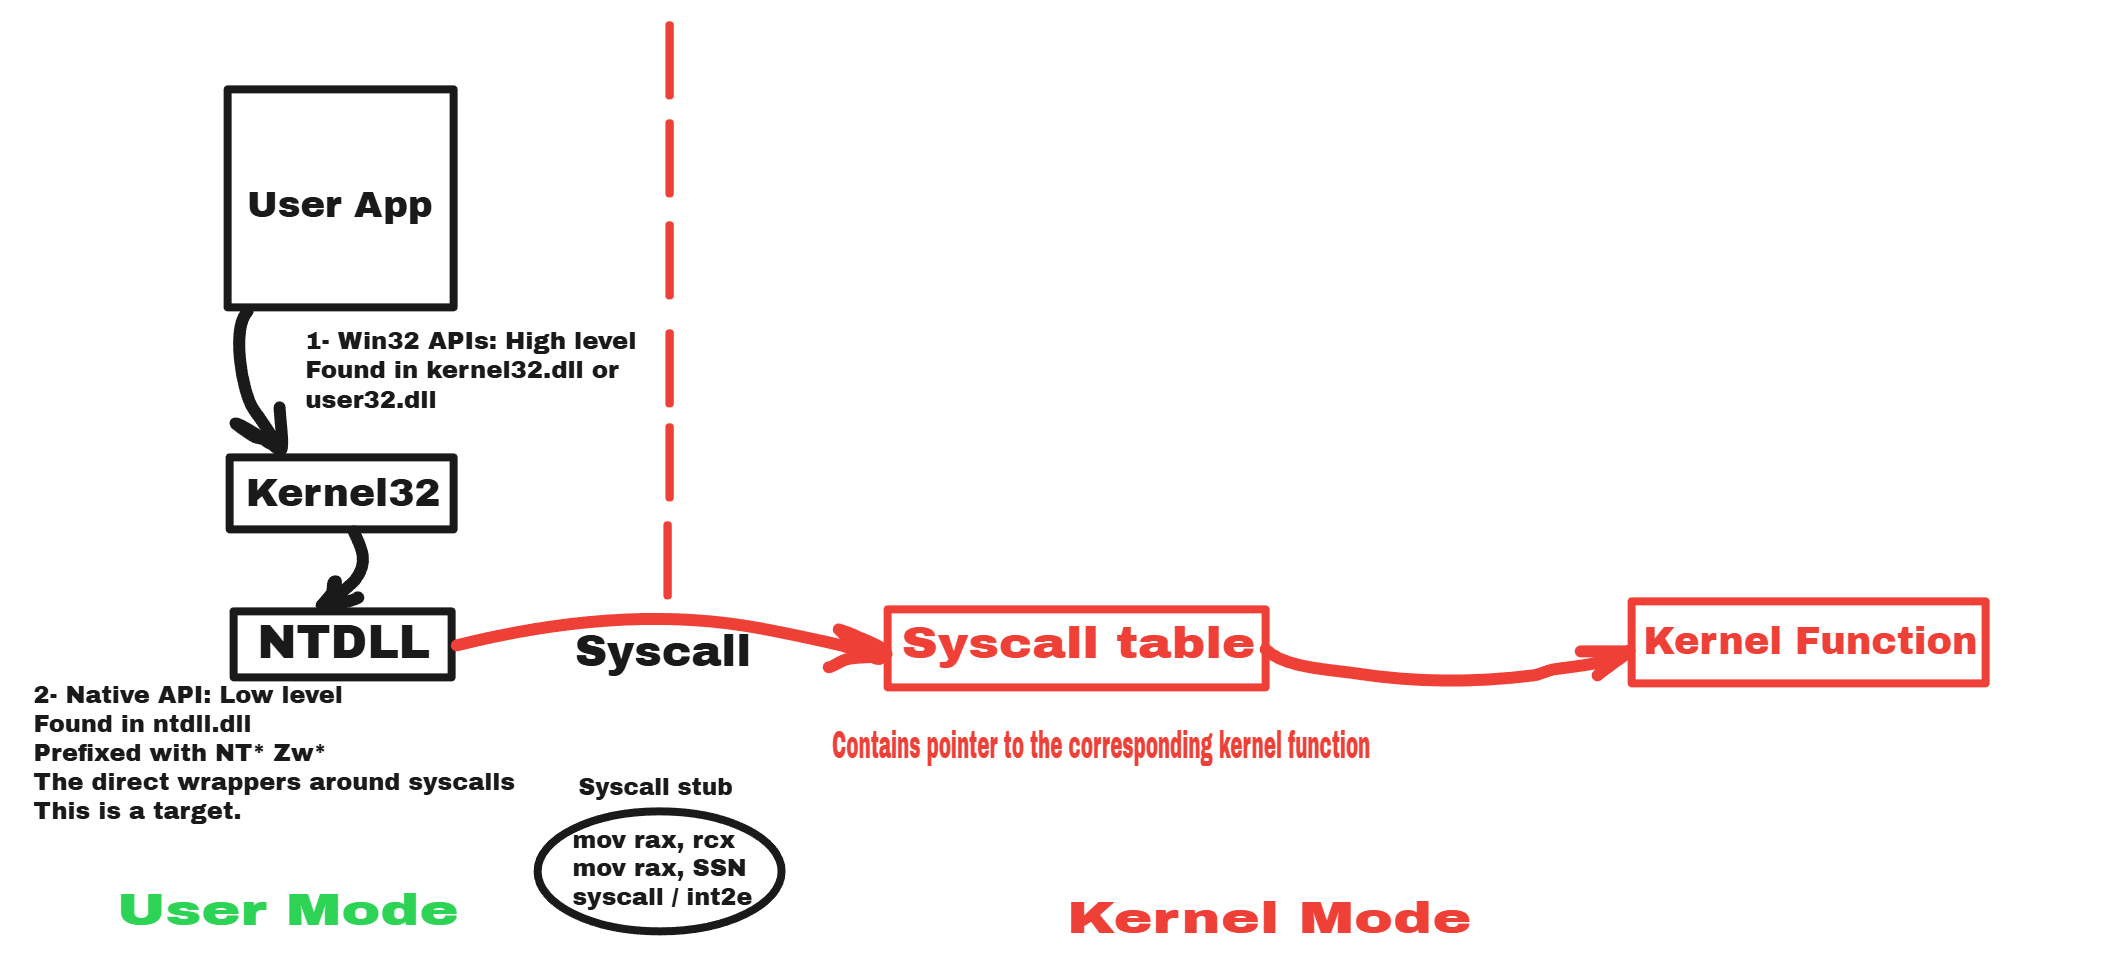 User App
1- Win32 APIs: High level
Found in kernel32.dll or
user32.dll
Kernel32
NTDLL
Syscall
Syscall table
Kernel Function
2- Native API: Low level
Found in ntdll.dll
Prefixed with NT* Zw*
The direct wrappers around syscalls
This is a target.
Contains pointer to the corresponding kernel function
Syscall stub
mov rax, rcx
mov rax, SSN
syscall / int2e
User Mode
Kernel Mode